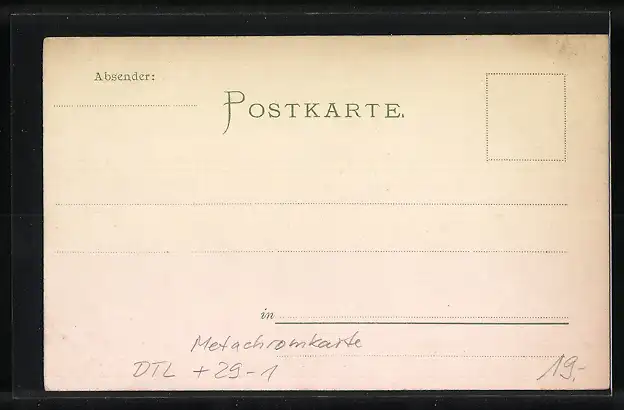 Absender:
POSTKARTE.
in
Metachromkarte
DTL + 29-1
19.-